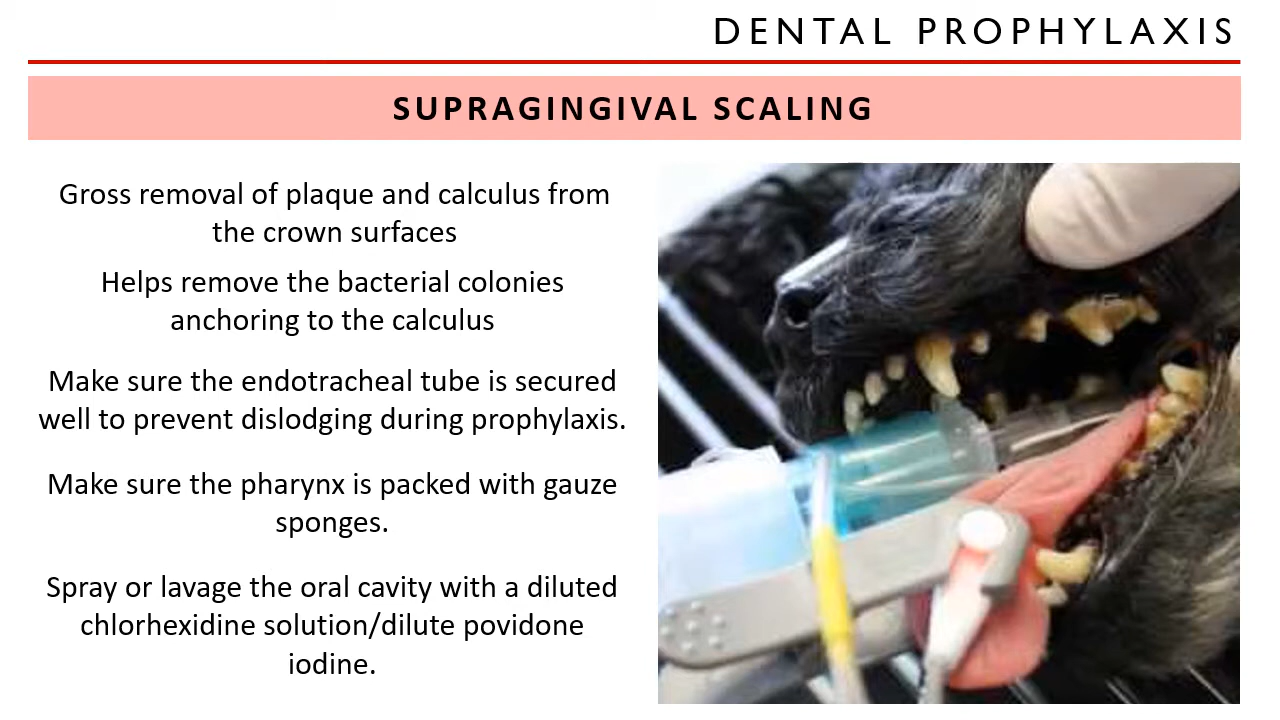 DENTAL PROPHYLAXIS
SUPRAGINGIVAL SCALING
Gross removal of plaque and calculus from
the crown surfaces
Helps remove the bacterial colonies
anchoring to the calculus
Make sure the endotracheal tube is secured
well to prevent dislodging during prophylaxis.
Make sure the pharynx is packed with gauze
sponges.
Spray or lavage the oral cavity with a diluted
chlorhexidine solution/dilute povidone
iodine.